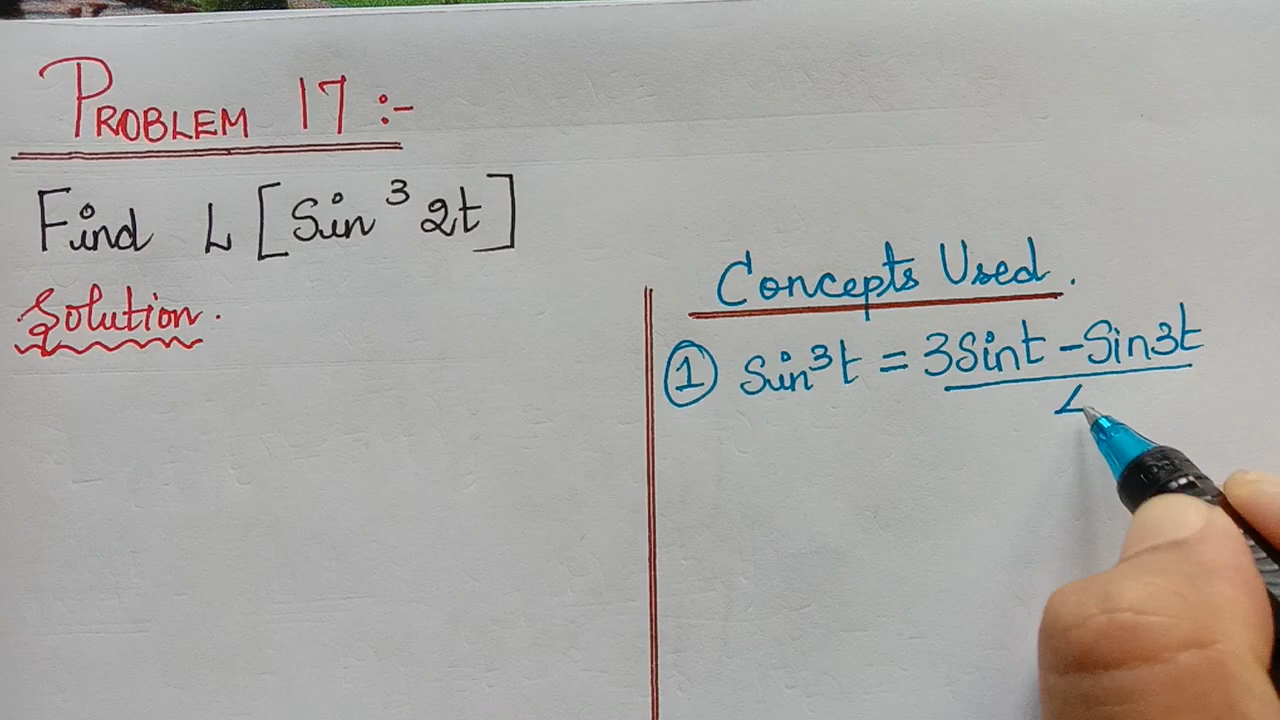 PROBLEM 17 :-
Find L [Sin³ 2t]
Solution.
Concepts Used.
① Sin³t = 3Sint - Sin3t